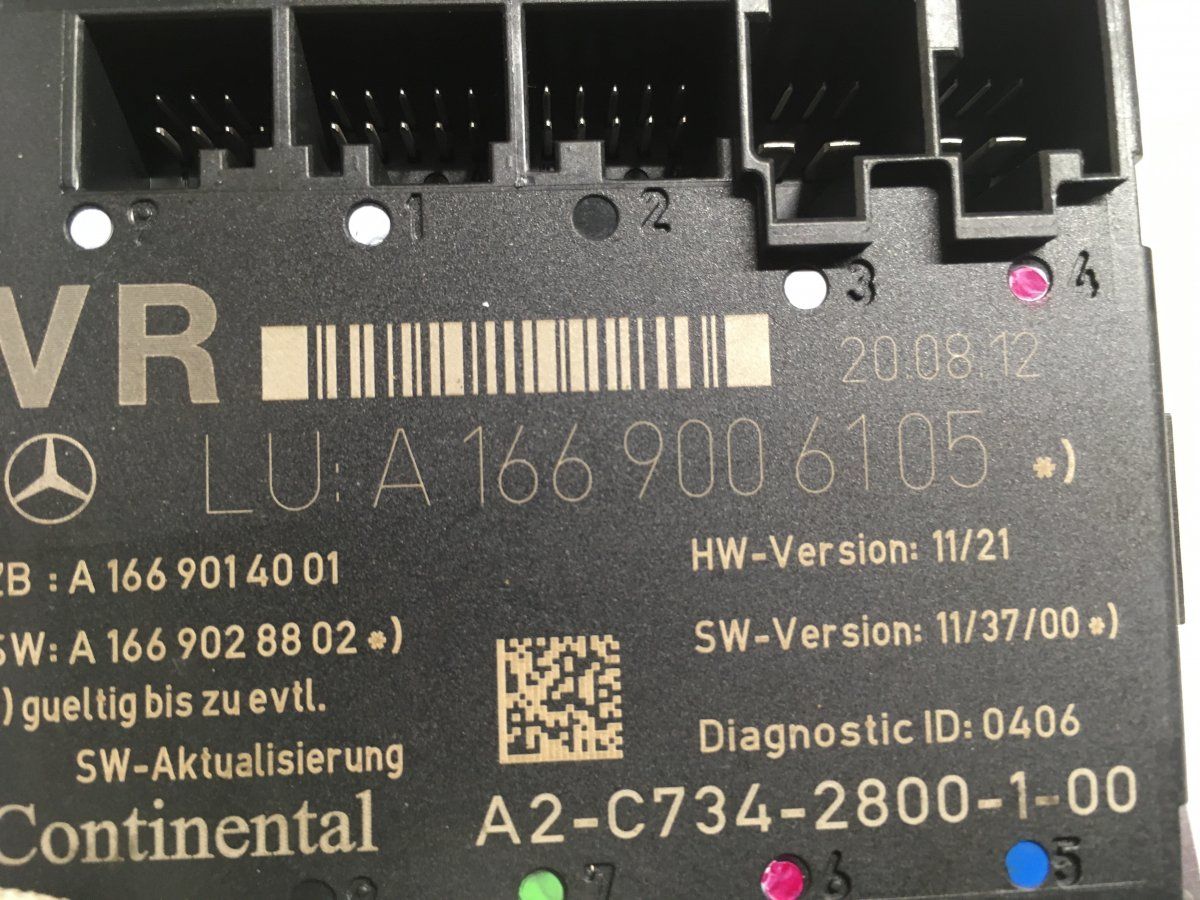 9 1 2
3 4
VR
20.08.12
LU: A 166 900 6105 *)
ZB : A 166 901 40 01
HW-Version: 11/21
SW: A 166 902 88 02 *)
SW-Version: 11/37/00 *)
) gueltig bis zu evtl.
SW-Aktualisierung
Diagnostic ID: 0406
Continental
A2-C734-2800-1-00
7 6 5